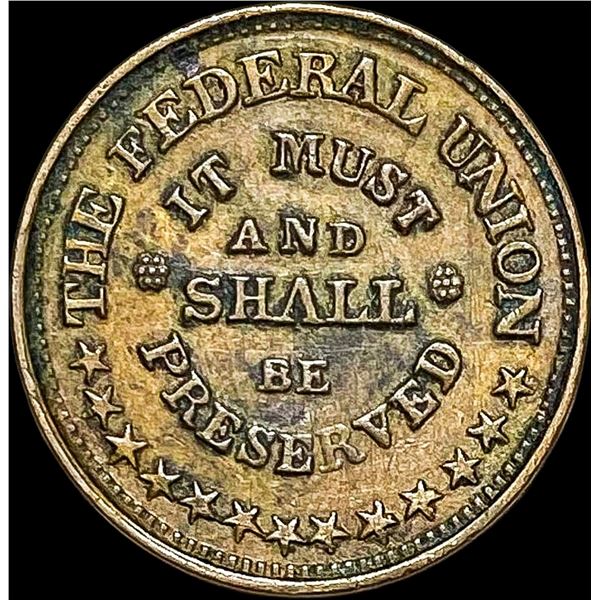 THE FEDERAL UNION
IT MUST
AND
SHALL
BE
PRESERVED